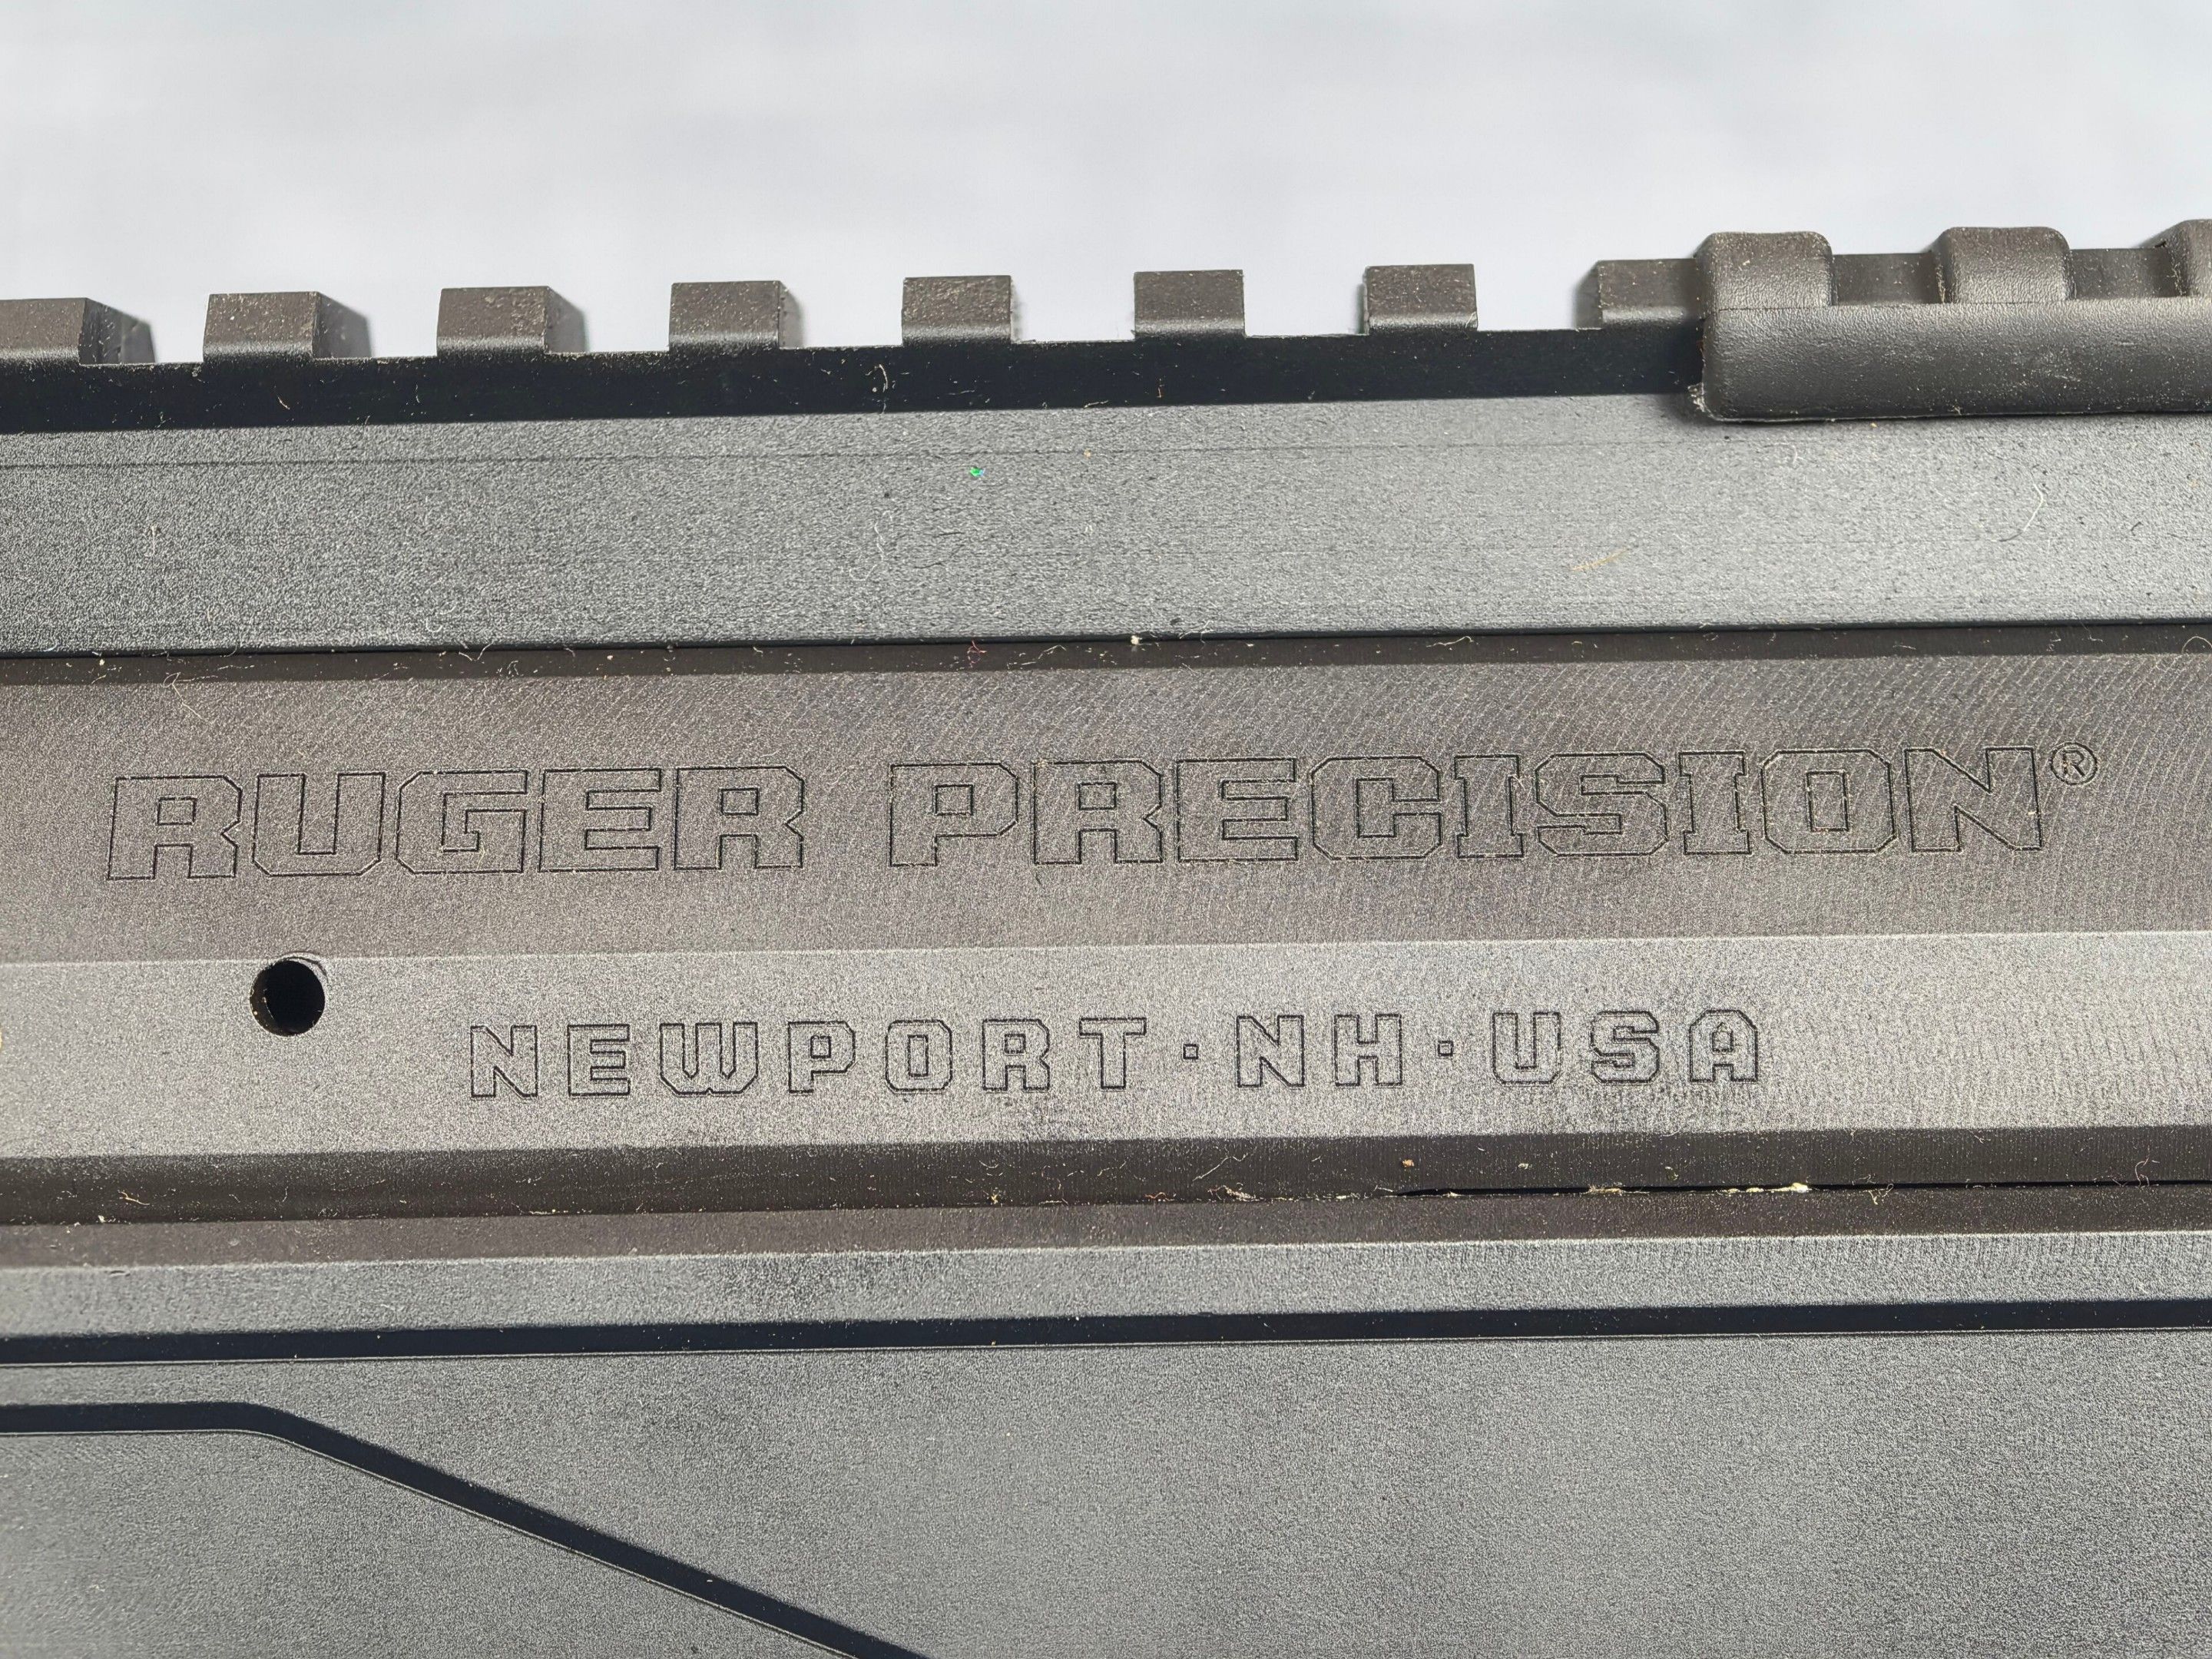 RUGER PRECISION®
NEWPORT · NH · USA